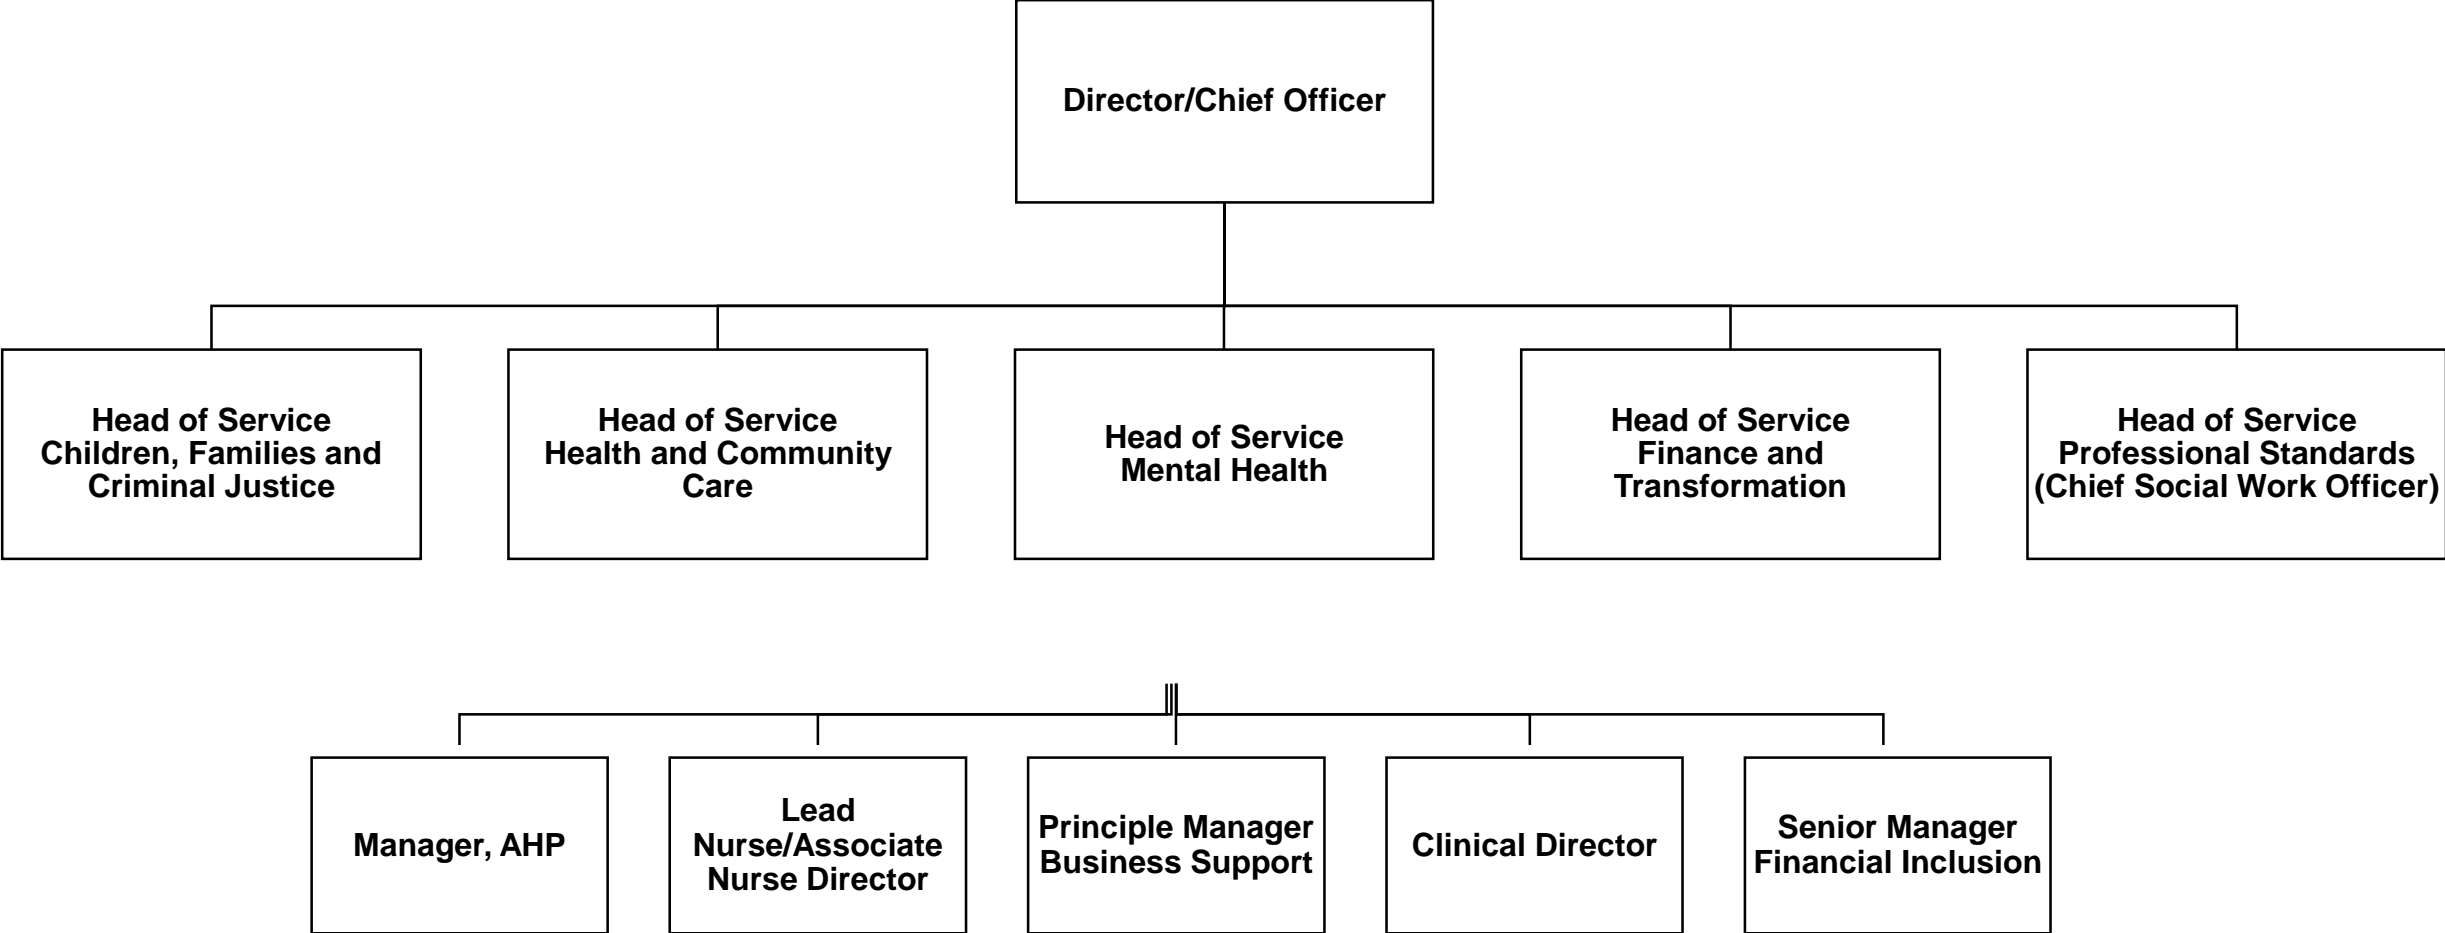 Director/Chief Officer
Head of Service
Children, Families and
Criminal Justice
Head of Service
Health and Community
Care
Head of Service
Mental Health
Head of Service
Finance and
Transformation
Head of Service
Professional Standards
(Chief Social Work Officer)
Manager, AHP
Lead
Nurse/Associate
Nurse Director
Principle Manager
Business Support
Clinical Director
Senior Manager
Financial Inclusion